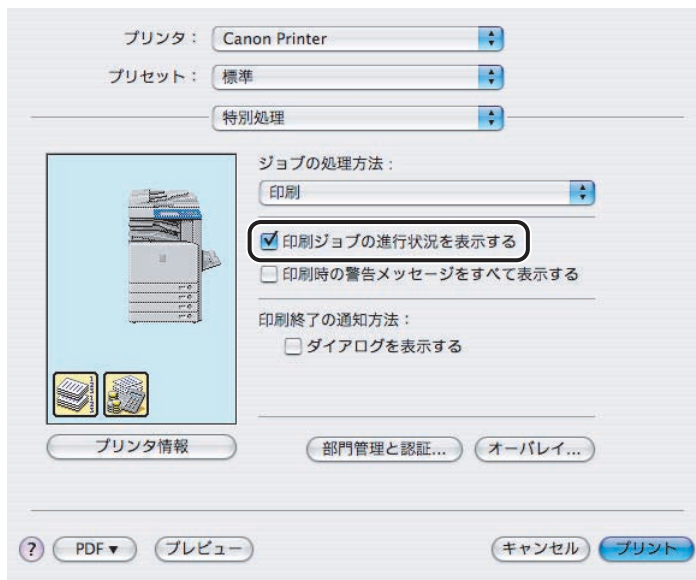 プリンタ： Canon Printer
プリセット： 標準
特別処理
ジョブの処理方法：
印刷
印刷ジョブの進行状況を表示する
印刷時の警告メッセージをすべて表示する
印刷終了の通知方法：
ダイアログを表示する
プリンタ情報
部門管理と認証... オーバレイ...
? PDF▼ プレビュー キャンセル プリント